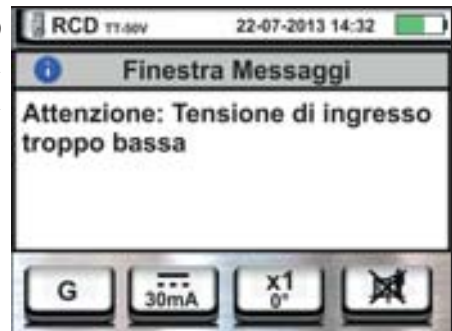 RCD TT-50V 22-07-2013 14:32
Finestra Messaggi
Attenzione: Tensione di ingresso
troppo bassa
G 30mA x1 0°